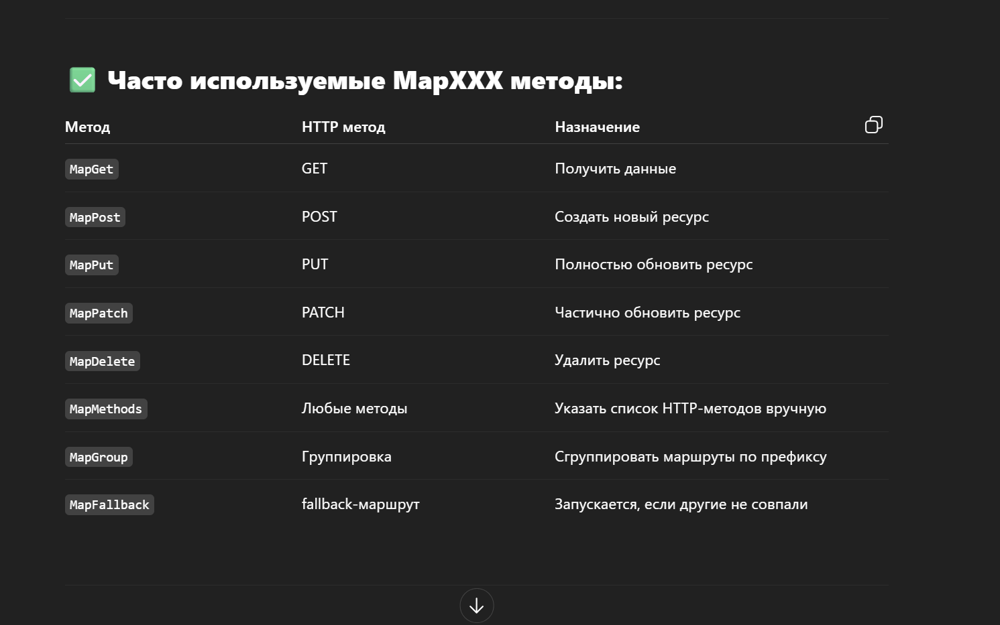 Часто используемые MapXXX методы:
Метод HTTP метод Назначение
MapGet GET Получить данные
MapPost POST Создать новый ресурс
MapPut PUT Полностью обновить ресурс
MapPatch PATCH Частично обновить ресурс
MapDelete DELETE Удалить ресурс
MapMethods Любые методы Указать список HTTP-методов вручную
MapGroup Группировка Сгруппировать маршруты по префиксу
MapFallback fallback-маршрут Запускается, если другие не совпали